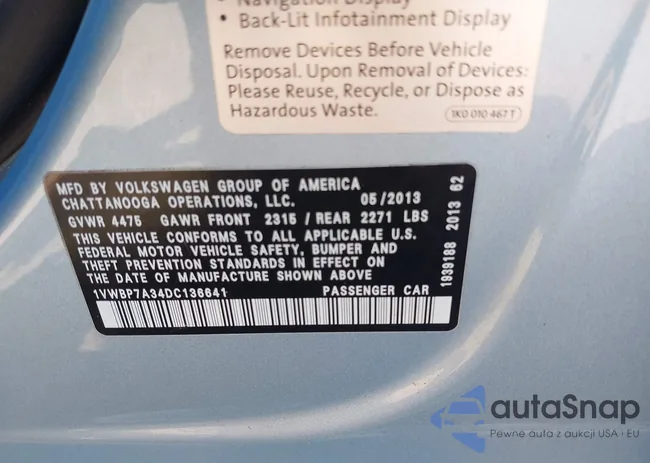 • Back-Lit Infotainment Display
Remove Devices Before Vehicle
Disposal. Upon Removal of Devices:
Please Reuse, Recycle, or Dispose as
Hazardous Waste.
1K0 010 467 T
MFD BY VOLKSWAGEN GROUP OF AMERICA
CHATTANOOGA OPERATIONS, LLC. 05/2013
GVWR 4475 GAWR FRONT 2315 / REAR 2271 LBS
THIS VEHICLE CONFORMS TO ALL APPLICABLE U.S.
FEDERAL MOTOR VEHICLE SAFETY, BUMPER AND
THEFT PREVENTION STANDARDS IN EFFECT ON
THE DATE OF MANUFACTURE SHOWN ABOVE
1VWBP7A34DC136641 PASSENGER CAR
1939188 2013 62
autaSnap
Pewne auta z aukcji USA i EU